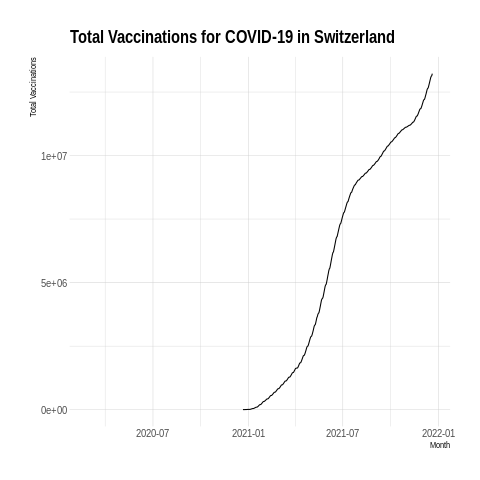 Total Vaccinations for COVID-19 in Switzerland
Total Vaccinations
1e+07
5e+06
0e+00
2020-07 2021-01 2021-07 2022-01
Month